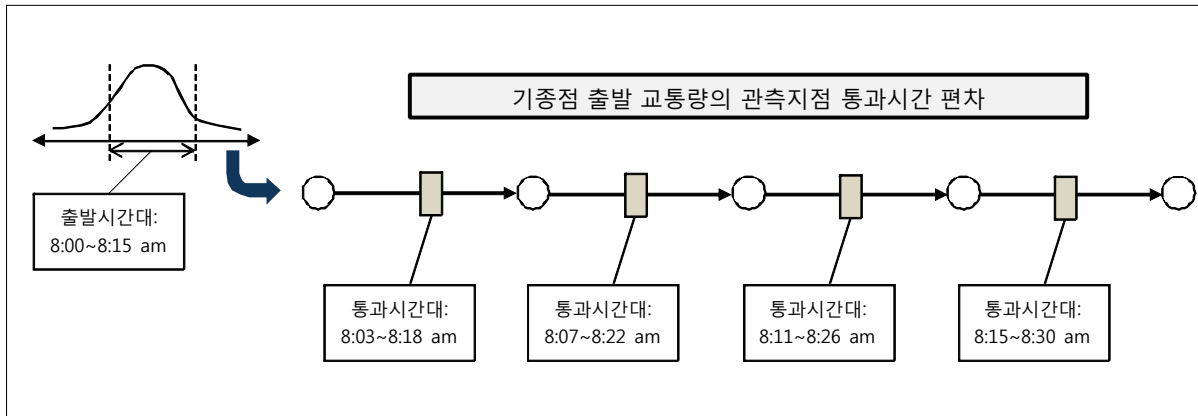 기종점 출발 교통량의 관측지점 통과시간 편차
출발시간대:
8:00~8:15 am
통과시간대:
8:03~8:18 am
통과시간대:
8:07~8:22 am
통과시간대:
8:11~8:26 am
통과시간대:
8:15~8:30 am